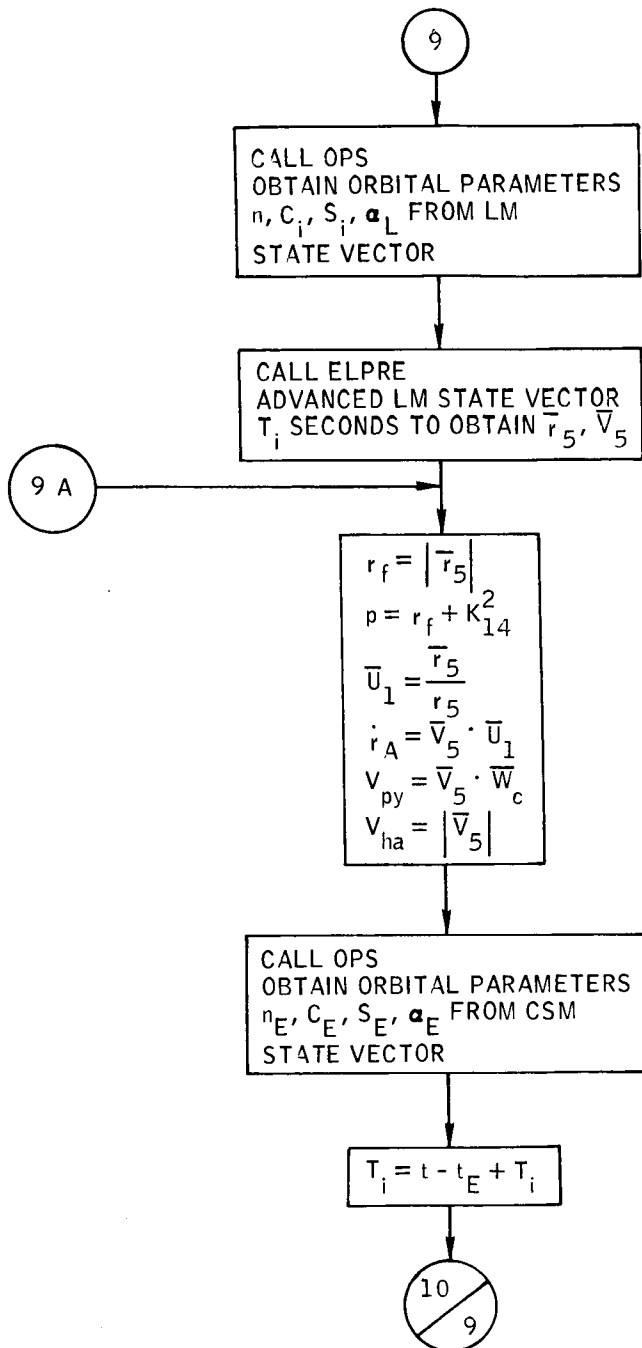 9
CALL OPS
OBTAIN ORBITAL PARAMETERS
n, C_i, S_i, α_L FROM LM
STATE VECTOR
CALL ELPRE
ADVANCED LM STATE VECTOR
T_i SECONDS TO OBTAIN r̅_5, V̅_5
9 A
r_f = |r̅_5|
p = r_f + K_14^2
U̅_1 = r̅_5 / r_5
ṙ_A = V̅_5 · U̅_1
V_py = V̅_5 · W̅_c
V_ha = |V̅_5|
CALL OPS
OBTAIN ORBITAL PARAMETERS
n_E, C_E, S_E, α_E FROM CSM
STATE VECTOR
T_i = t - t_E + T_i
10
9